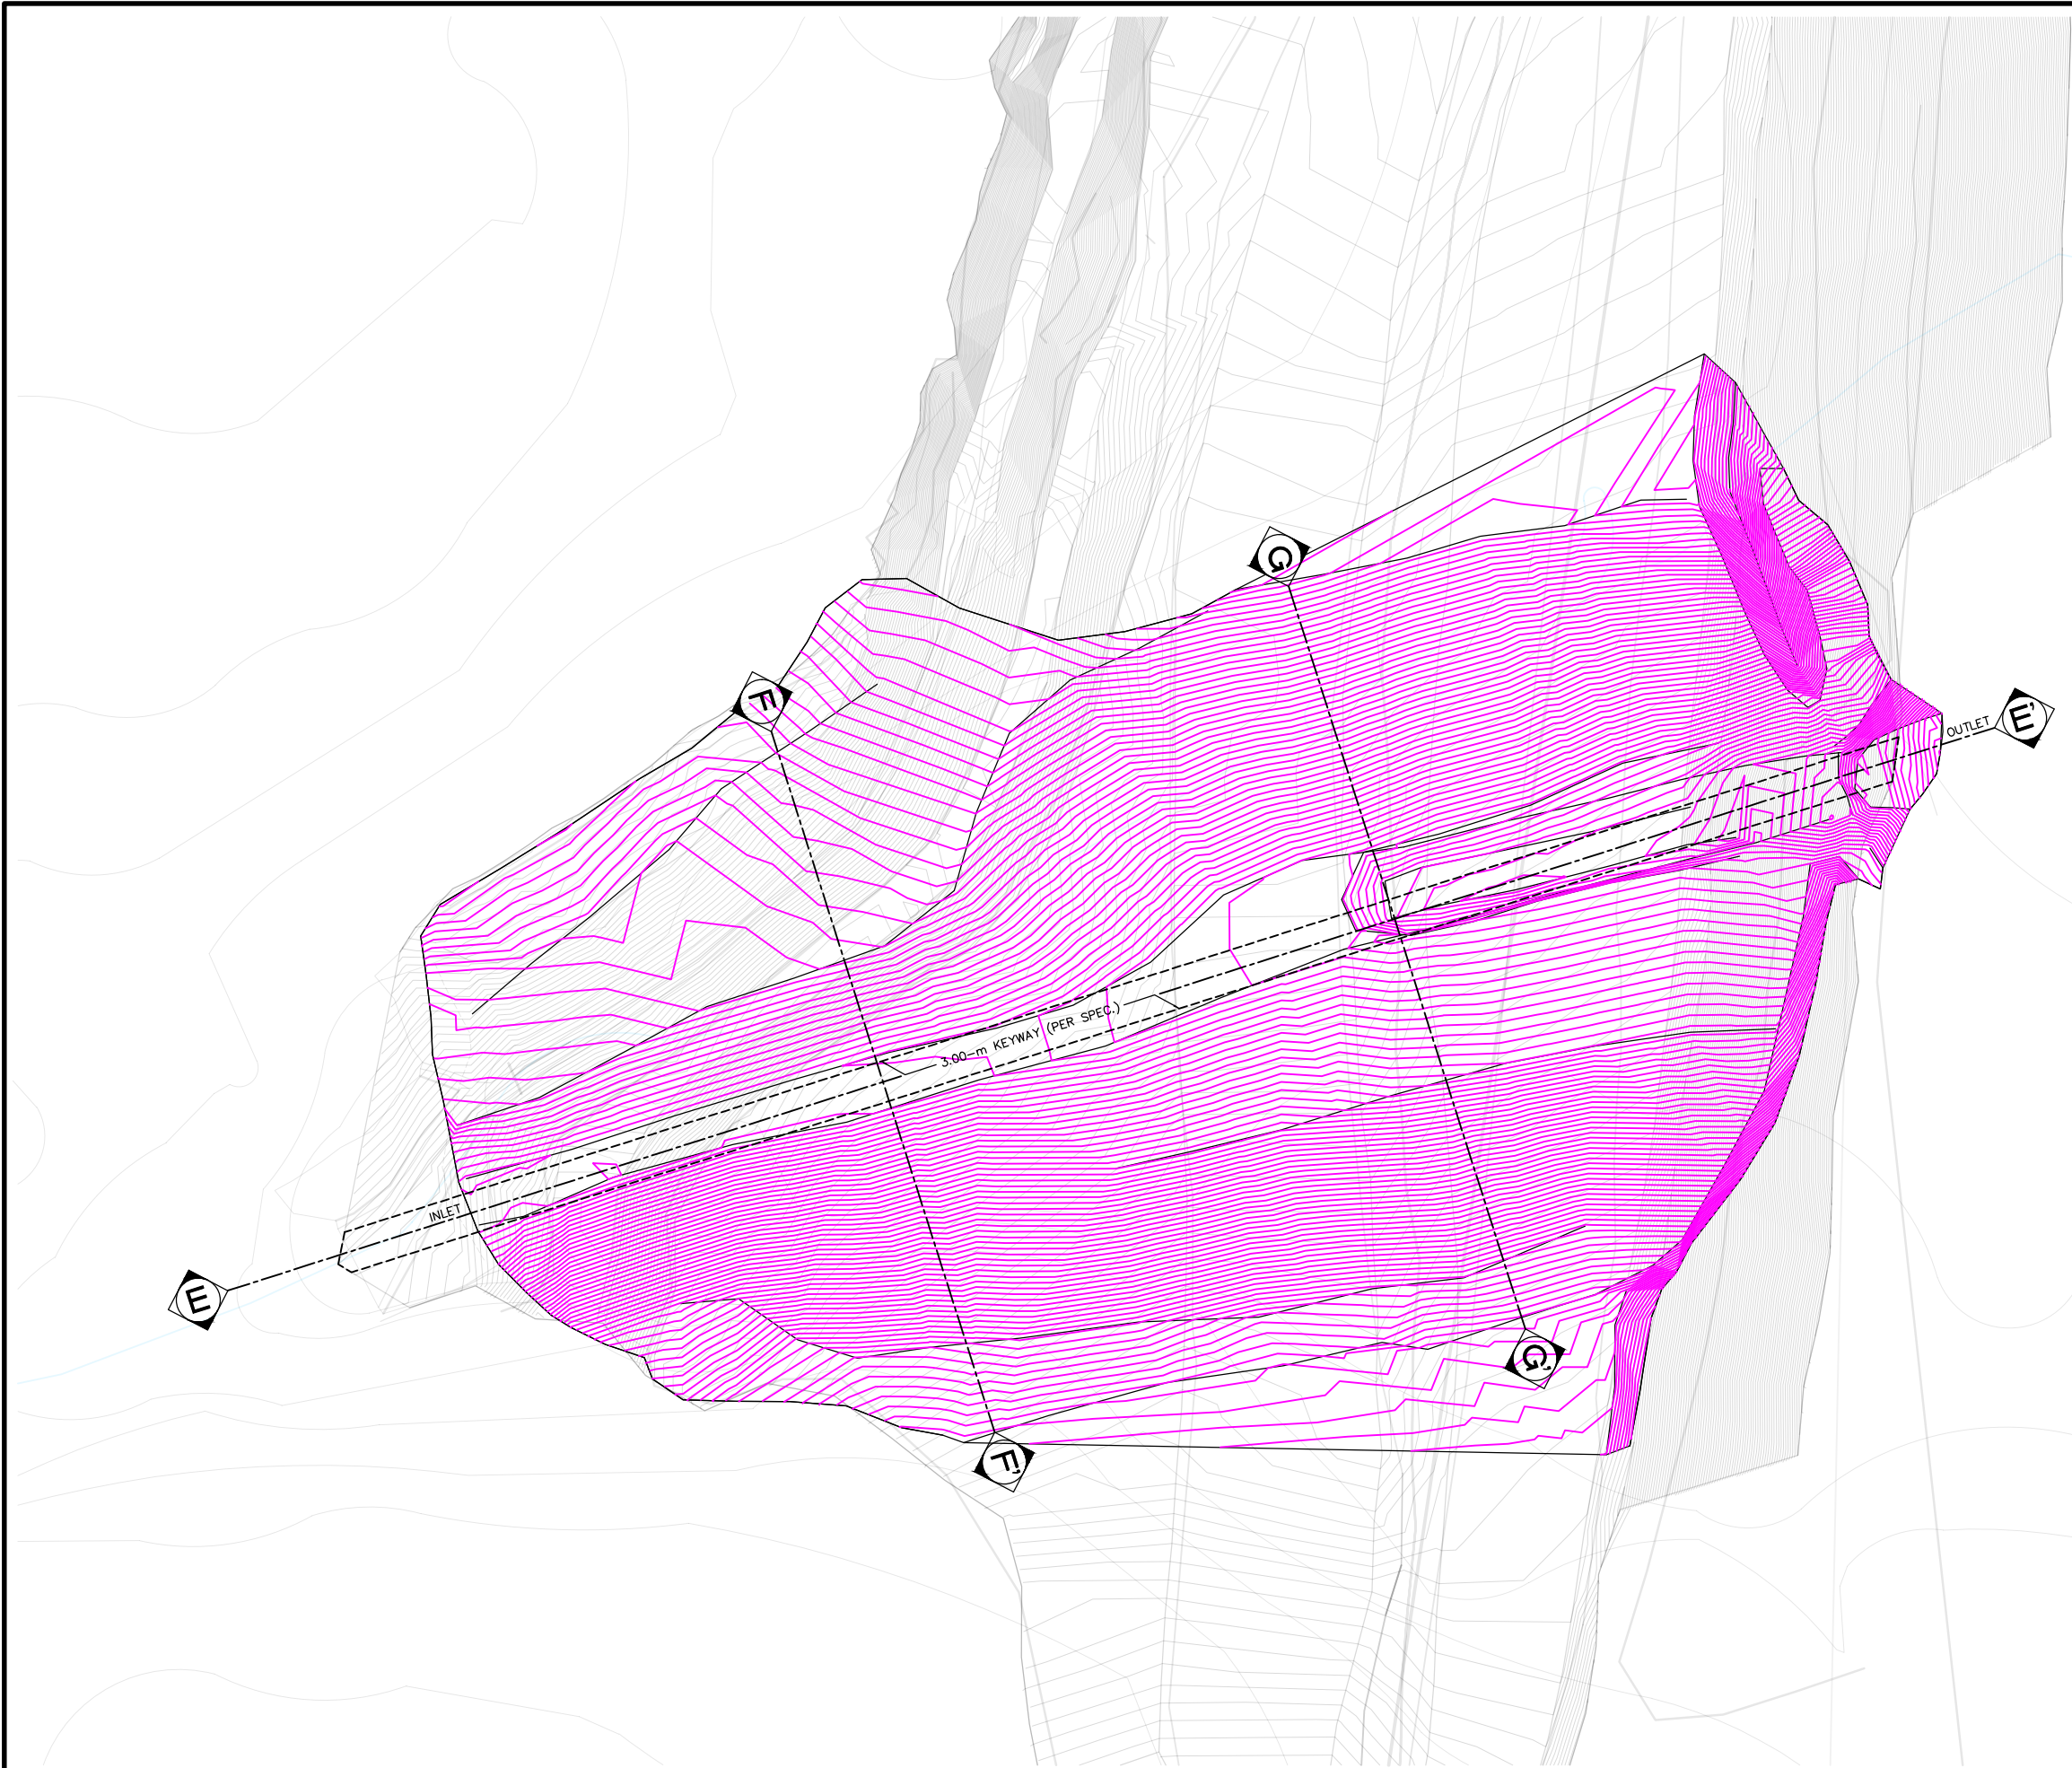 G
F
E'
OUTLET
3.00-m KEYWAY (PER SPEC.)
INLET
E
G'
F'